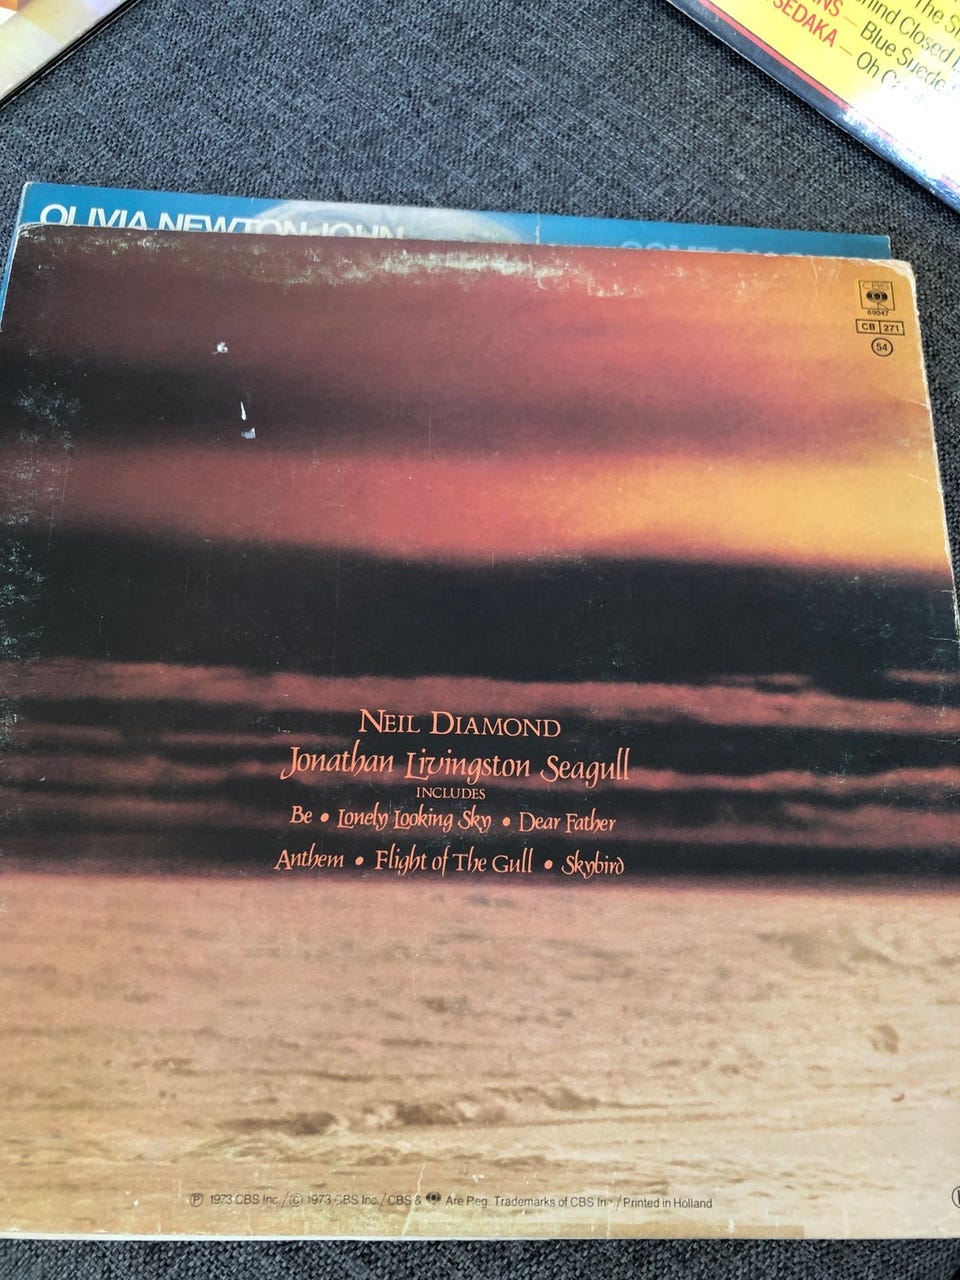 The
SEDAKA
Behind Closed
Blue Suede
Oh
OLIVIA NEWTON-JOHN
CBS
69047
CB 271
54
NEIL DIAMOND
Jonathan Livingston Seagull
INCLUDES
Be • Lonely Looking Sky • Dear Father
Anthem • Flight of The Gull • Skybird
Ⓟ 1973 CBS Inc./Ⓒ 1973 CBS Inc./CBS & Are Reg. Trademarks of CBS Inc./Printed in Holland